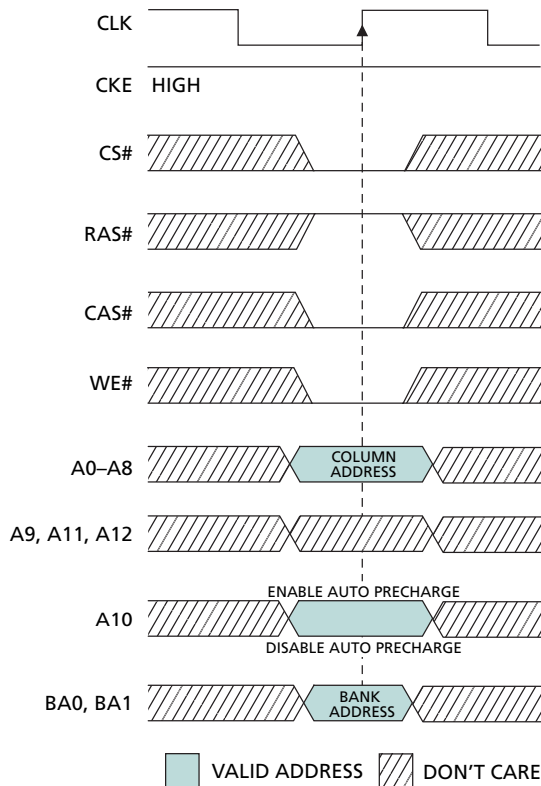 CLK
CKE HIGH
CS#
RAS#
CAS#
WE#
A0–A8
COLUMN
ADDRESS
A9, A11, A12
ENABLE AUTO PRECHARGE
A10
DISABLE AUTO PRECHARGE
BA0, BA1
BANK
ADDRESS
VALID ADDRESS
DON'T CARE